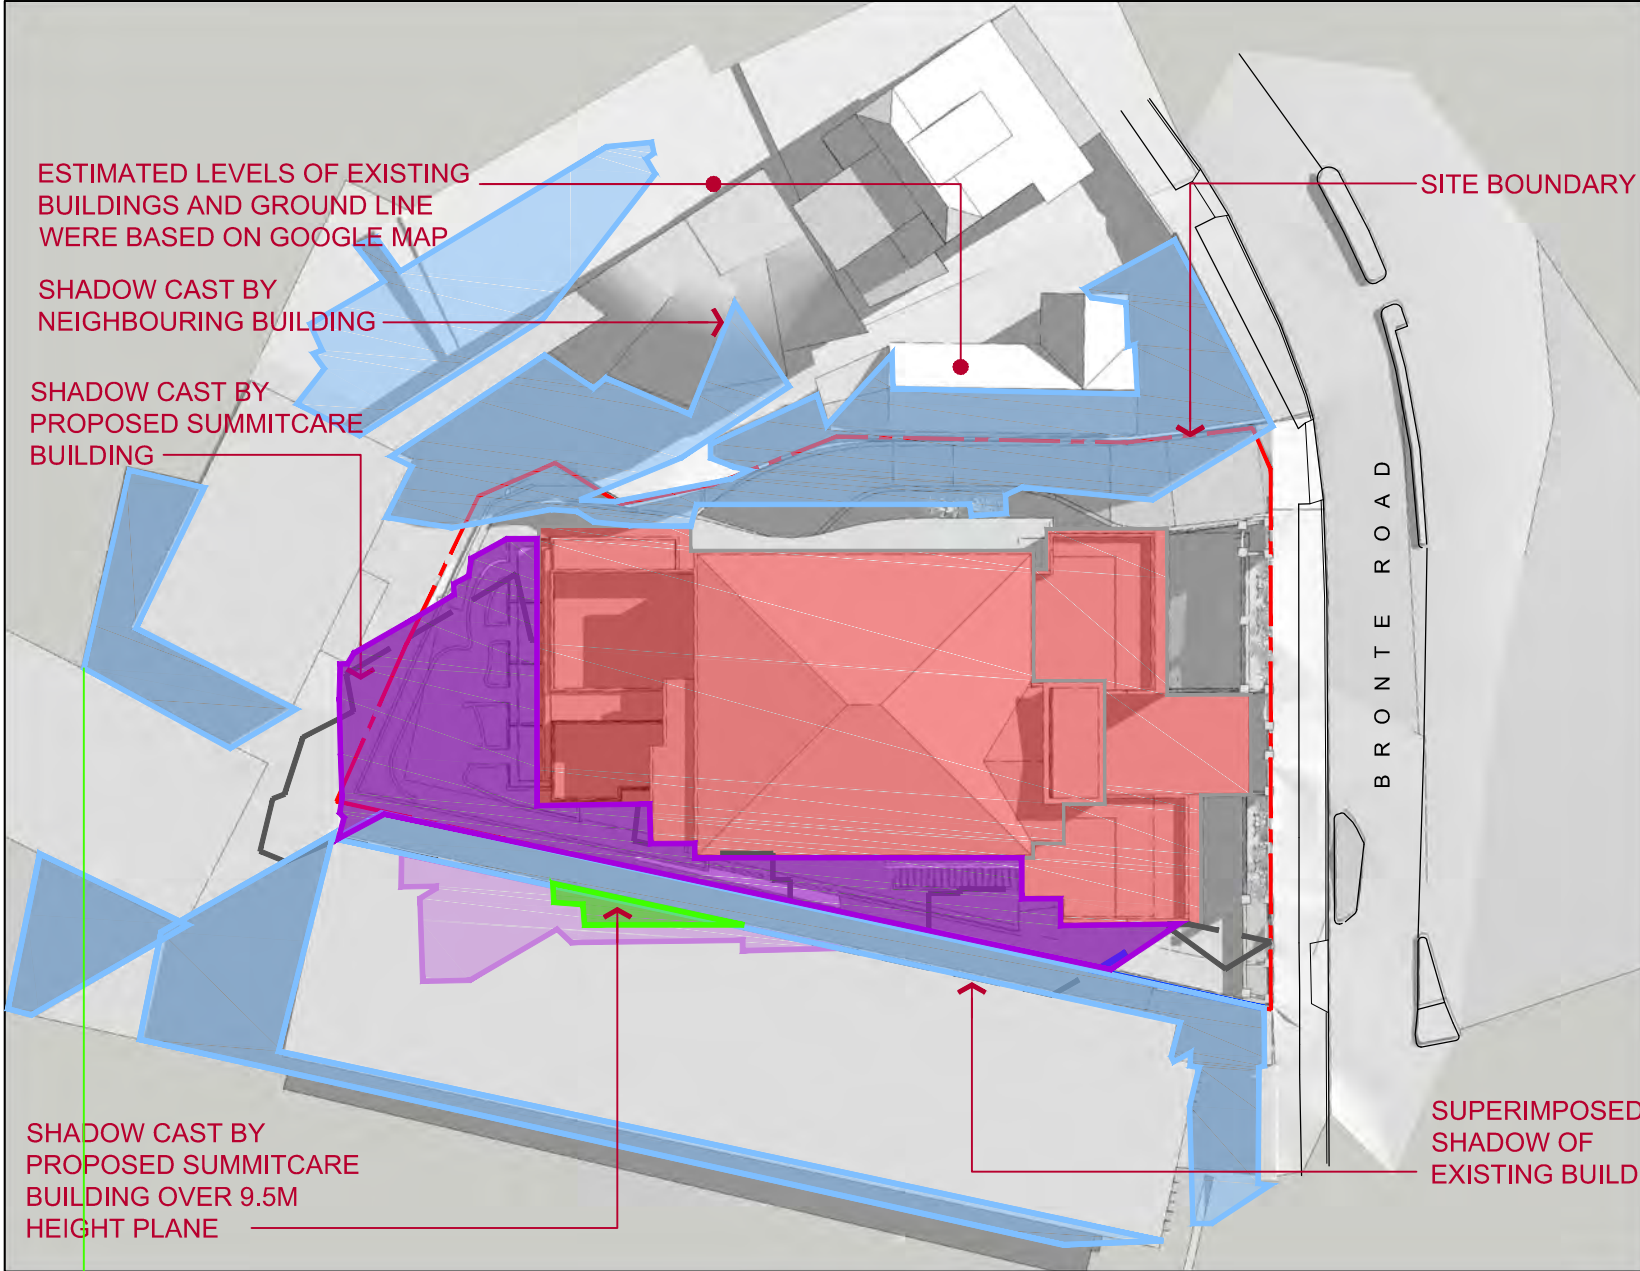 ESTIMATED LEVELS OF EXISTING
BUILDINGS AND GROUND LINE
WERE BASED ON GOOGLE MAP
SHADOW CAST BY
NEIGHBOURING BUILDING
SHADOW CAST BY
PROPOSED SUMMITCARE
BUILDING
SITE BOUNDARY
BRONTE ROAD
SHADOW CAST BY
PROPOSED SUMMITCARE
BUILDING OVER 9.5M
HEIGHT PLANE
SUPERIMPOSED
SHADOW OF
EXISTING BUILD